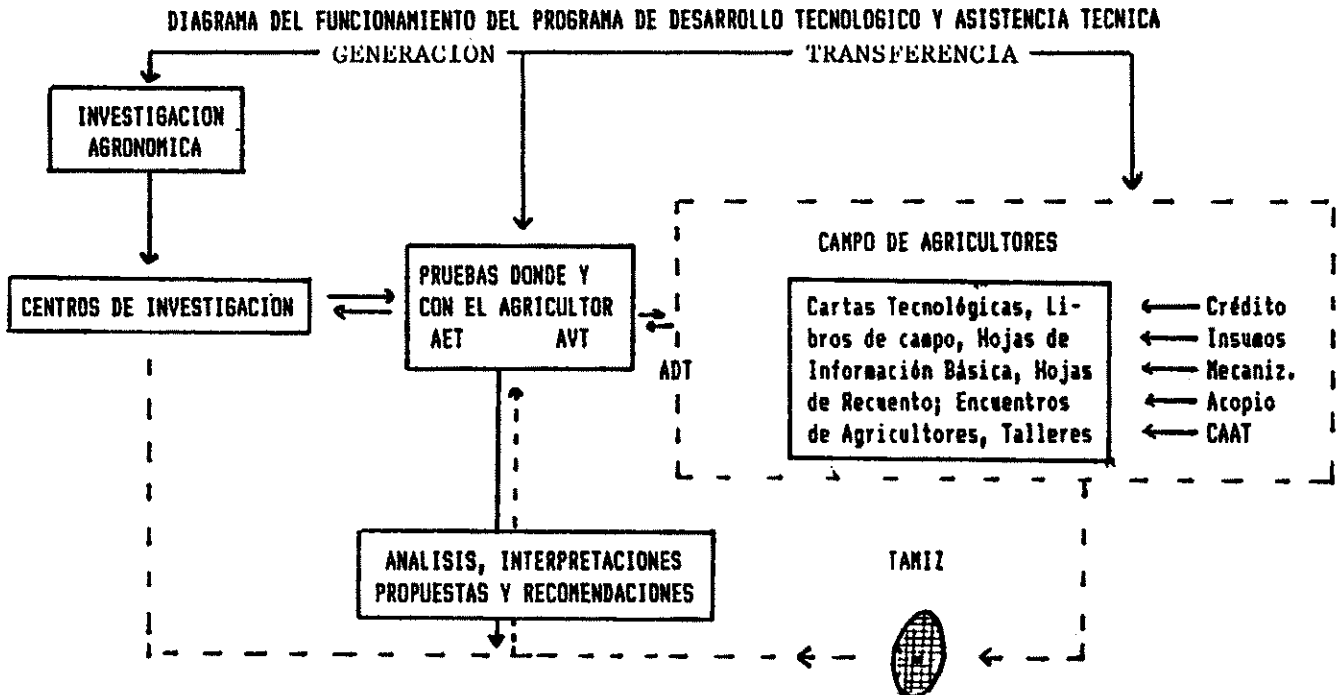 DIAGRAMA DEL FUNCIONAMIENTO DEL PROGRAMA DE DESARROLLO TECNOLOGICO Y ASISTENCIA TECNICA
GENERACIÓN
TRANSFERENCIA
INVESTIGACION
AGRONOMICA
CENTROS DE INVESTIGACION
PRUEBAS DONDE Y
CON EL AGRICULTOR
AET AVT
ADT
CAMPO DE AGRICULTORES
Cartas Tecnológicas, Li-
bros de campo, Hojas de
Información Básica, Hojas
de Recuento; Encuentros
de Agricultores, Talleres
Crédito
Insumos
Mecaniz.
Acopio
CAAT
ANALISIS, INTERPRETACIONES
PROPUESTAS Y RECOMENDACIONES
TAMIZ